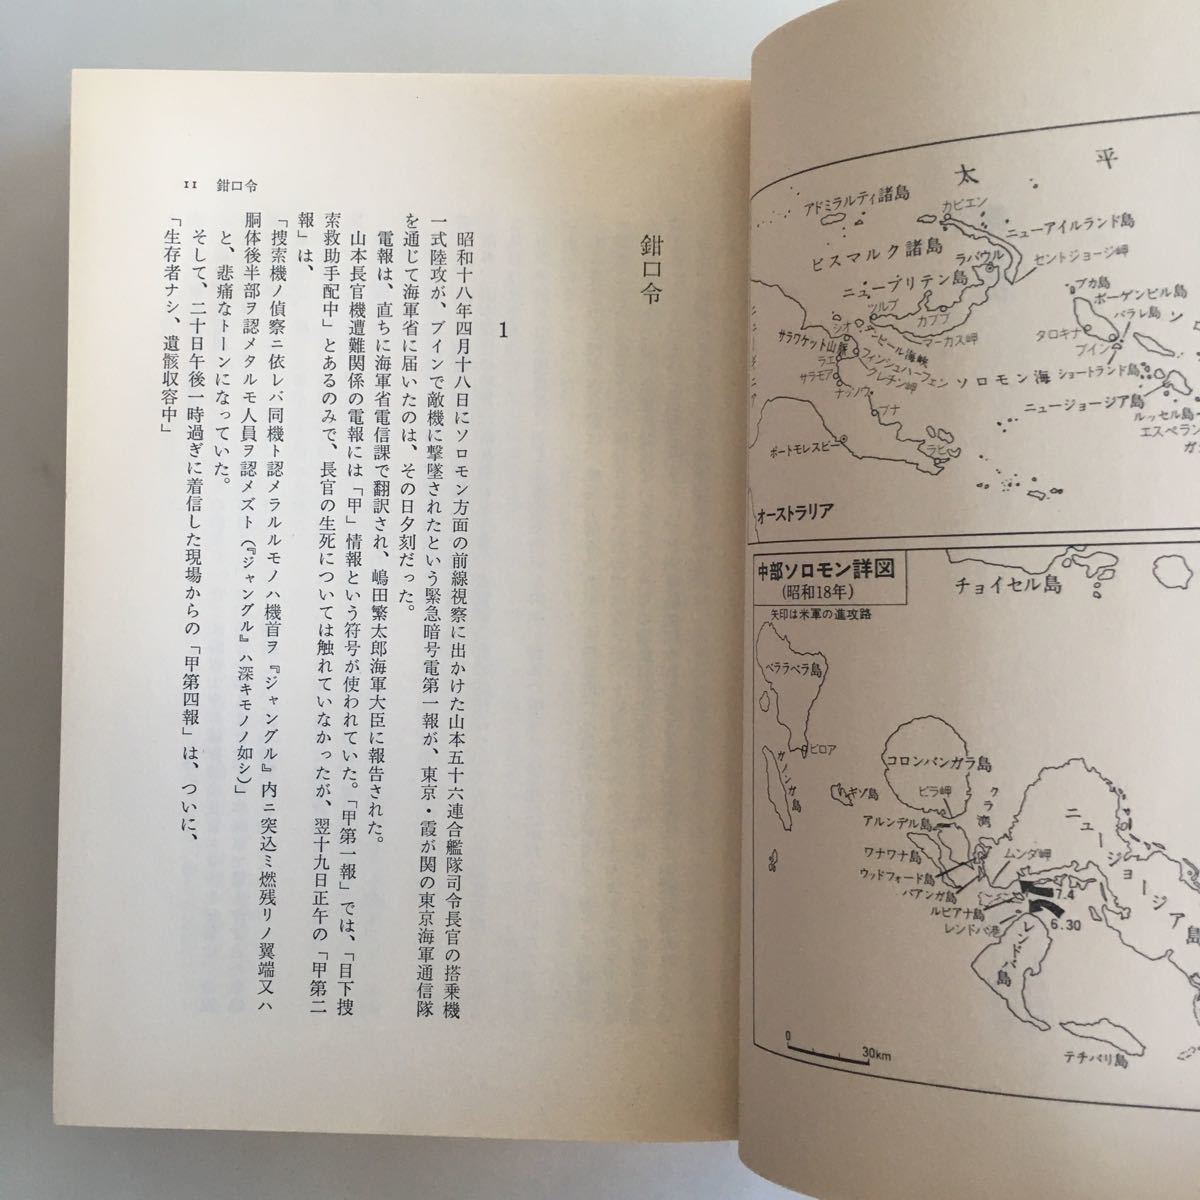 太平
アドミラルティ諸島
カビエン
ニューアイルランド島
ビスマルク諸島
ラバウル
セントジョージ岬
ニューブリテン島
ツルブ
ガブブ
マーカス岬
シオ
サラワケット山脈
ラエ
サラモア
フィンシュハーフェン
クレチン岬
ナッソウ
ブナ
ポートモレスビー
ラビ
オーストラリア
ブカ島
ボーゲンビル島
バラレ島
タロキナ
ブイン
ソロモン海
ショートランド島
ニュージョージア島
ルッセル島
エスペラン
ガ
中部ソロモン詳図
(昭和18年)
矢印は米軍の進攻路
チョイセル島
ベララベラ島
ビロア
ガノンガ島
ギゾ島
コロンバンガラ島
ビラ岬
クラ湾
アルンデル島
ワナワナ島
ウッドフォード島
バアンガ島
ムンダ岬
ルビアナ島
レンドバ港
7.4
6.30
ニュージョージア島
レンドバ島
テテパリ島
0
30km
11 鉗口令
鉗口令
1
昭和十八年四月十八日にソロモン方面の前線視察に出かけた山本五十六連合艦隊司令長官の搭乗機
一式陸攻が、ブインで敵機に撃墜されたという緊急暗号電第一報が、東京・霞が関の東京海軍通信隊
を通じて海軍省に届いたのは、その日夕刻だった。
電報は、直ちに海軍省電信課で翻訳され、嶋田繁太郎海軍大臣に報告された。
山本長官機遭難関係の電報には「甲」情報という符号が使われていた。「甲第一報」では、「目下捜
索救助手配中」とあるのみで、長官の生死については触れていなかったが、翌十九日正午の「甲第二
報」は、
「捜索機ノ偵察ニ依レバ同機ト認メラルルモノハ機首ヲ『ジャングル』内ニ突込ミ燃残リノ翼端又ハ
胴体後半部ヲ認メタルモ人員ヲ認メズト(『ジャングル』ハ深キモノノ如シ)」
と、悲痛なトーンになっていた。
そして、二十日午後一時過ぎに着信した現場からの「甲第四報」は、ついに、
「生存者ナシ、遺骸収容中」